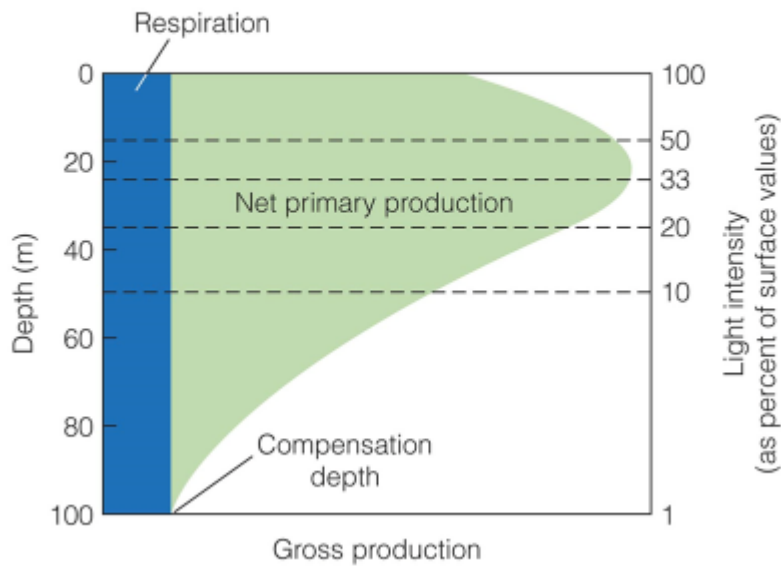 Respiration
0
20
40
60
80
100
Depth (m)
Net primary production
Compensation
depth
Gross production
100
50
33
20
10
1
Light intensity
(as percent of surface values)